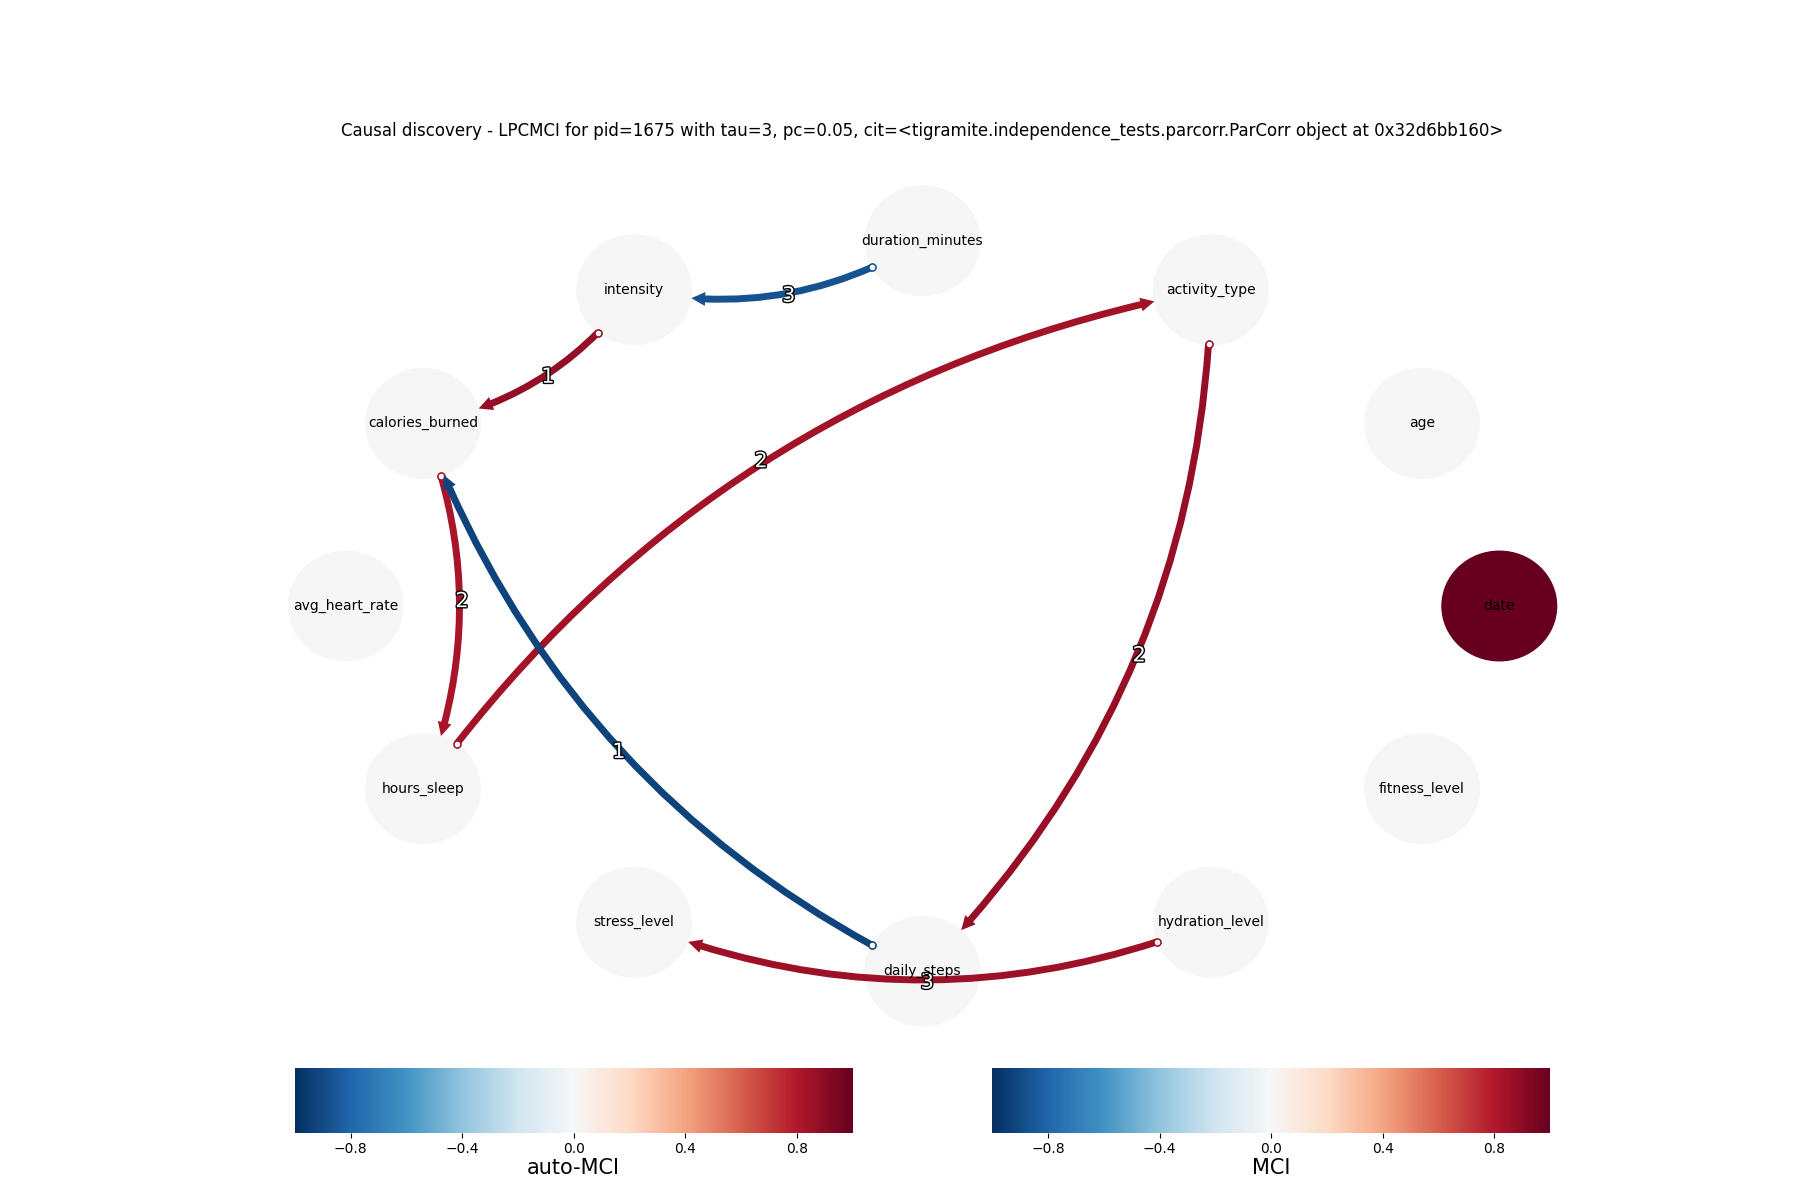 Causal discovery - LPCMCI for pid=1675 with tau=3, pc=0.05, cit=<tigramite.independence_tests.parcorr.ParCorr object at 0x32d6bb160>
duration_minutes
intensity
activity_type
3
1
calories_burned
age
2
avg_heart_rate
2
date
2
1
hours_sleep
fitness_level
stress_level
hydration_level
daily_steps
3
−0.8 −0.4 0.0 0.4 0.8
auto-MCI
−0.8 −0.4 0.0 0.4 0.8
MCI